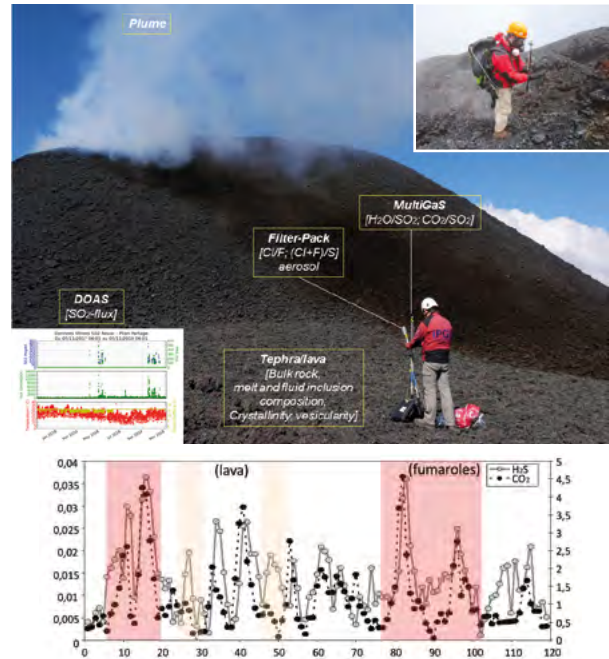 Plume
MultiGaS
[H2O/SO2; CO2/SO2]
Filter-Pack
[Cl/F; (Cl+F)/S]
aerosol
DOAS
[SO2-flux]
Tephra/lava
[Bulk rock,
melt and fluid inclusion
composition,
Crystallinity, vesicularity]
(lava)
(fumaroles)
H2S
CO2
0,04
0,035
0,03
0,025
0,02
0,015
0,01
0,005
0
5
4,5
4
3,5
3
2,5
2
1,5
1
0,5
0
0 10 20 30 40 50 60 70 80 90 100 110 120